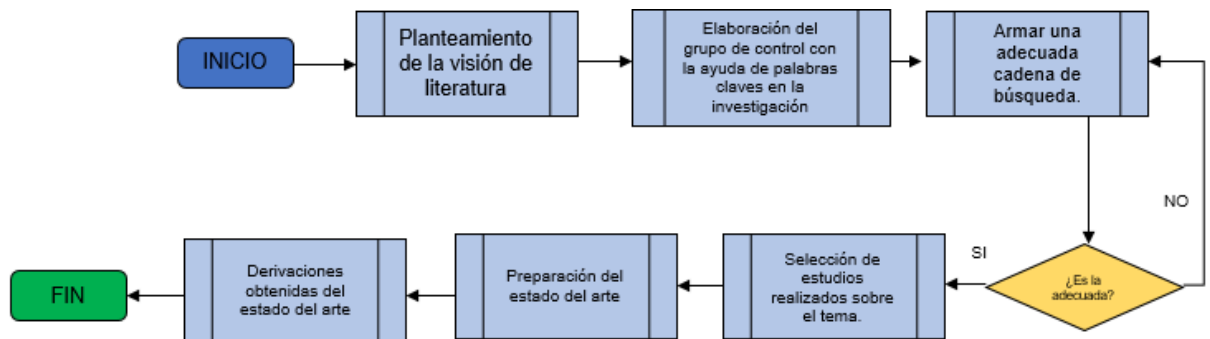 INICIO
Planteamiento
de la visión de
literatura
Elaboración del
grupo de control con
la ayuda de palabras
claves en la
investigación
Armar una
adecuada
cadena de
búsqueda.
NO
¿Es la
adecuada?
SI
Selección de
estudios
realizados sobre
el tema.
Preparación del
estado del arte
Derivaciones
obtenidas del
estado del arte
FIN